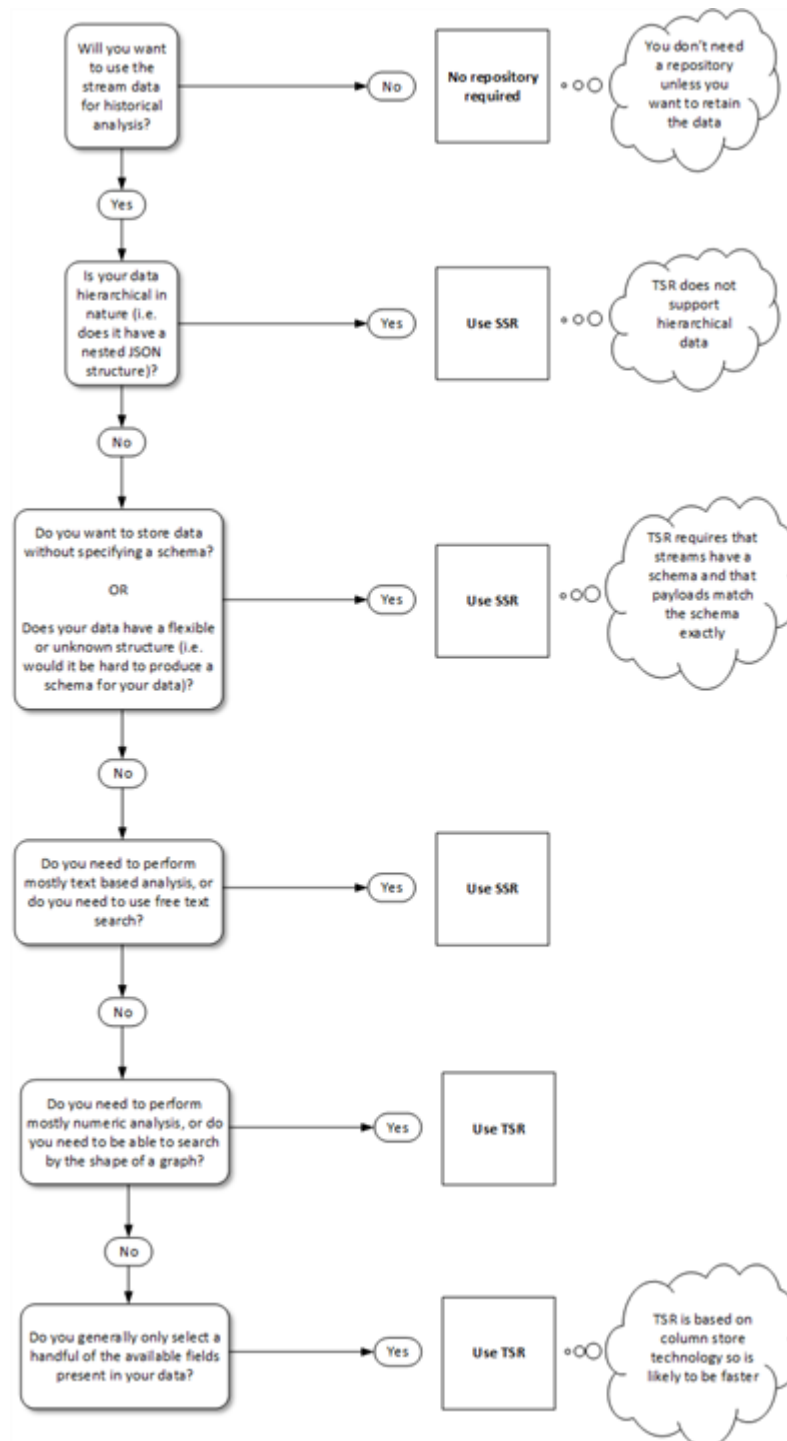 Will you want
to use the
stream data
for historical
analysis?
No
No repository
required
You don't need
a repository
unless you
want to retain
the data
Yes
Is your data
hierarchical in
nature (i.e.
does it have a
nested JSON
structure)?
Yes
Use SSR
TSR does not
support
hierarchical
data
No
Do you want to store data
without specifying a schema?
OR
Does your data have a flexible
or unknown structure (i.e.
would it be hard to produce a
schema for your data)?
Yes
Use SSR
TSR requires that
streams have a
schema and that
payloads match
the schema
exactly
No
Do you need to perform
mostly text based analysis, or
do you need to use free text
search?
Yes
Use SSR
No
Do you need to perform
mostly numeric analysis, or do
you need to be able to search
by the shape of a graph?
Yes
Use TSR
No
Do you generally only select a
handful of the available fields
present in your data?
Yes
Use TSR
TSR is based on
column store
technology so is
likely to be faster